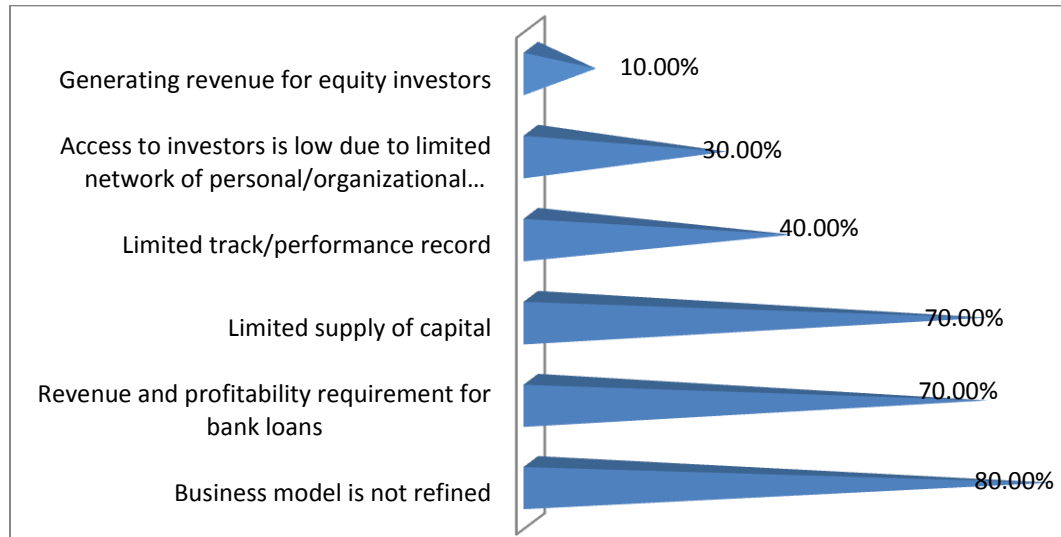 Generating revenue for equity investors
10.00%
Access to investors is low due to limited
network of personal/organizational…
30.00%
Limited track/performance record
40.00%
Limited supply of capital
70.00%
Revenue and profitability requirement for
bank loans
70.00%
Business model is not refined
80.00%